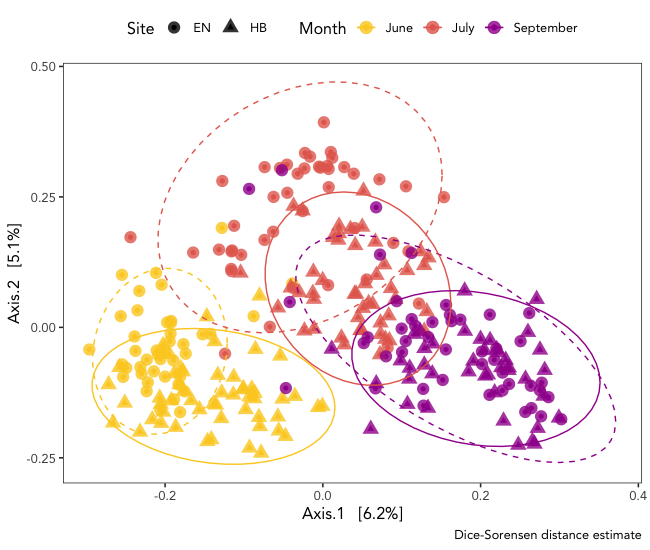 Site EN HB Month June July September
0.50
0.25
0.00
-0.25
Axis.2 [5.1%]
-0.2 0.0 0.2 0.4
Axis.1 [6.2%]
Dice-Sorensen distance estimate